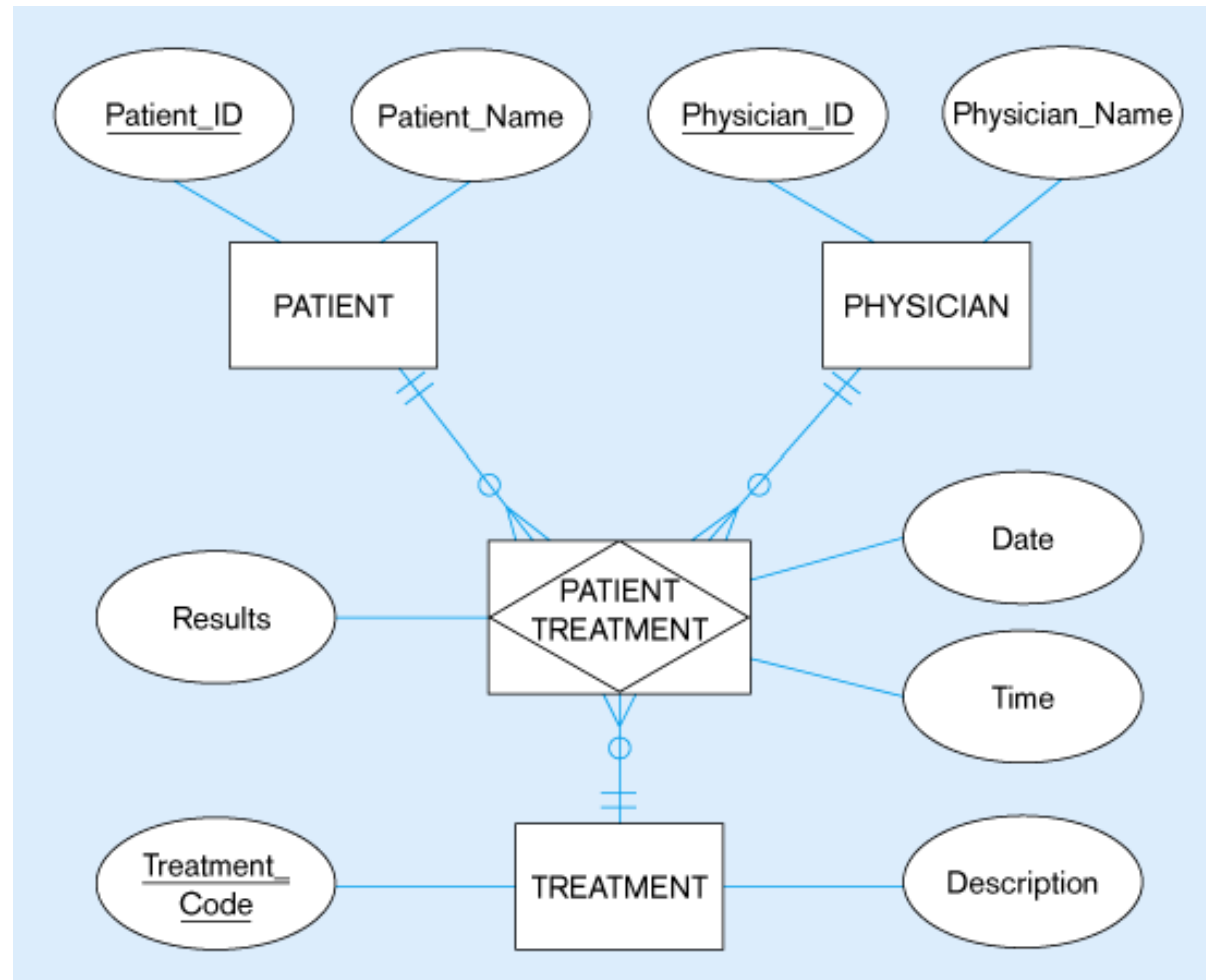 Patient_ID
Patient_Name
Physician_ID
Physician_Name
PATIENT
PHYSICIAN
Date
Results
PATIENT
TREATMENT
Time
Treatment_
Code
TREATMENT
Description